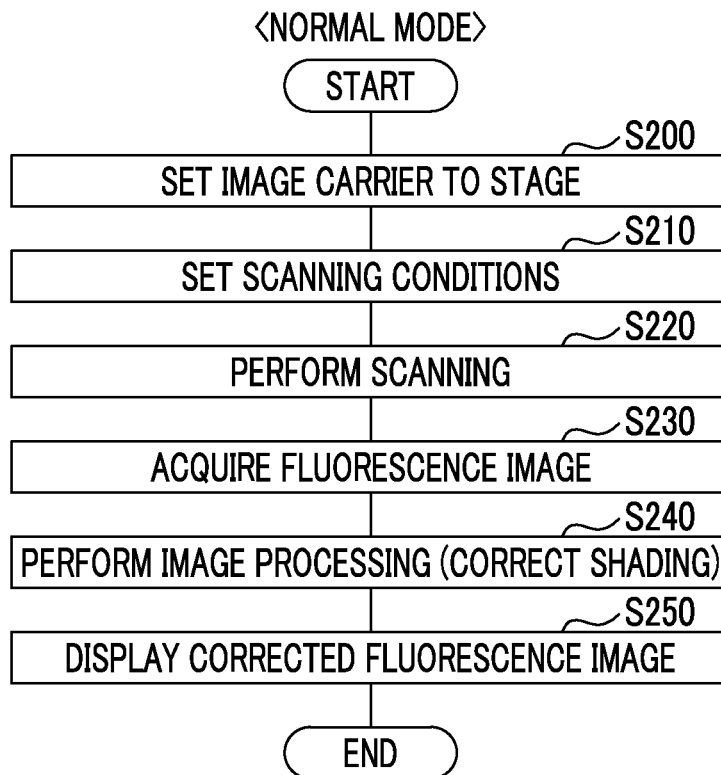 〈NORMAL MODE〉
START
S200
SET IMAGE CARRIER TO STAGE
S210
SET SCANNING CONDITIONS
S220
PERFORM SCANNING
S230
ACQUIRE FLUORESCENCE IMAGE
S240
PERFORM IMAGE PROCESSING (CORRECT SHADING)
S250
DISPLAY CORRECTED FLUORESCENCE IMAGE
END